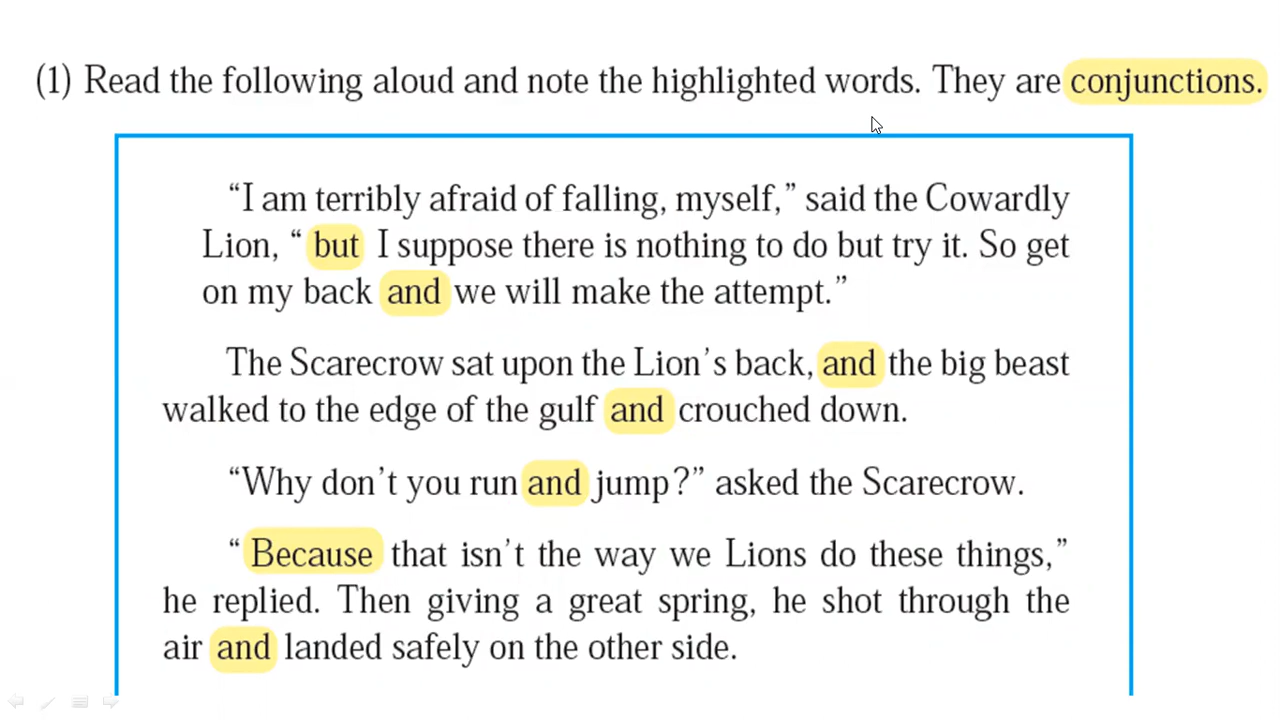 (1) Read the following aloud and note the highlighted words. They are conjunctions.
“I am terribly afraid of falling, myself,” said the Cowardly
Lion, “ but I suppose there is nothing to do but try it. So get
on my back and we will make the attempt.”
The Scarecrow sat upon the Lion’s back, and the big beast
walked to the edge of the gulf and crouched down.
“Why don’t you run and jump?” asked the Scarecrow.
“ Because that isn’t the way we Lions do these things,”
he replied. Then giving a great spring, he shot through the
air and landed safely on the other side.